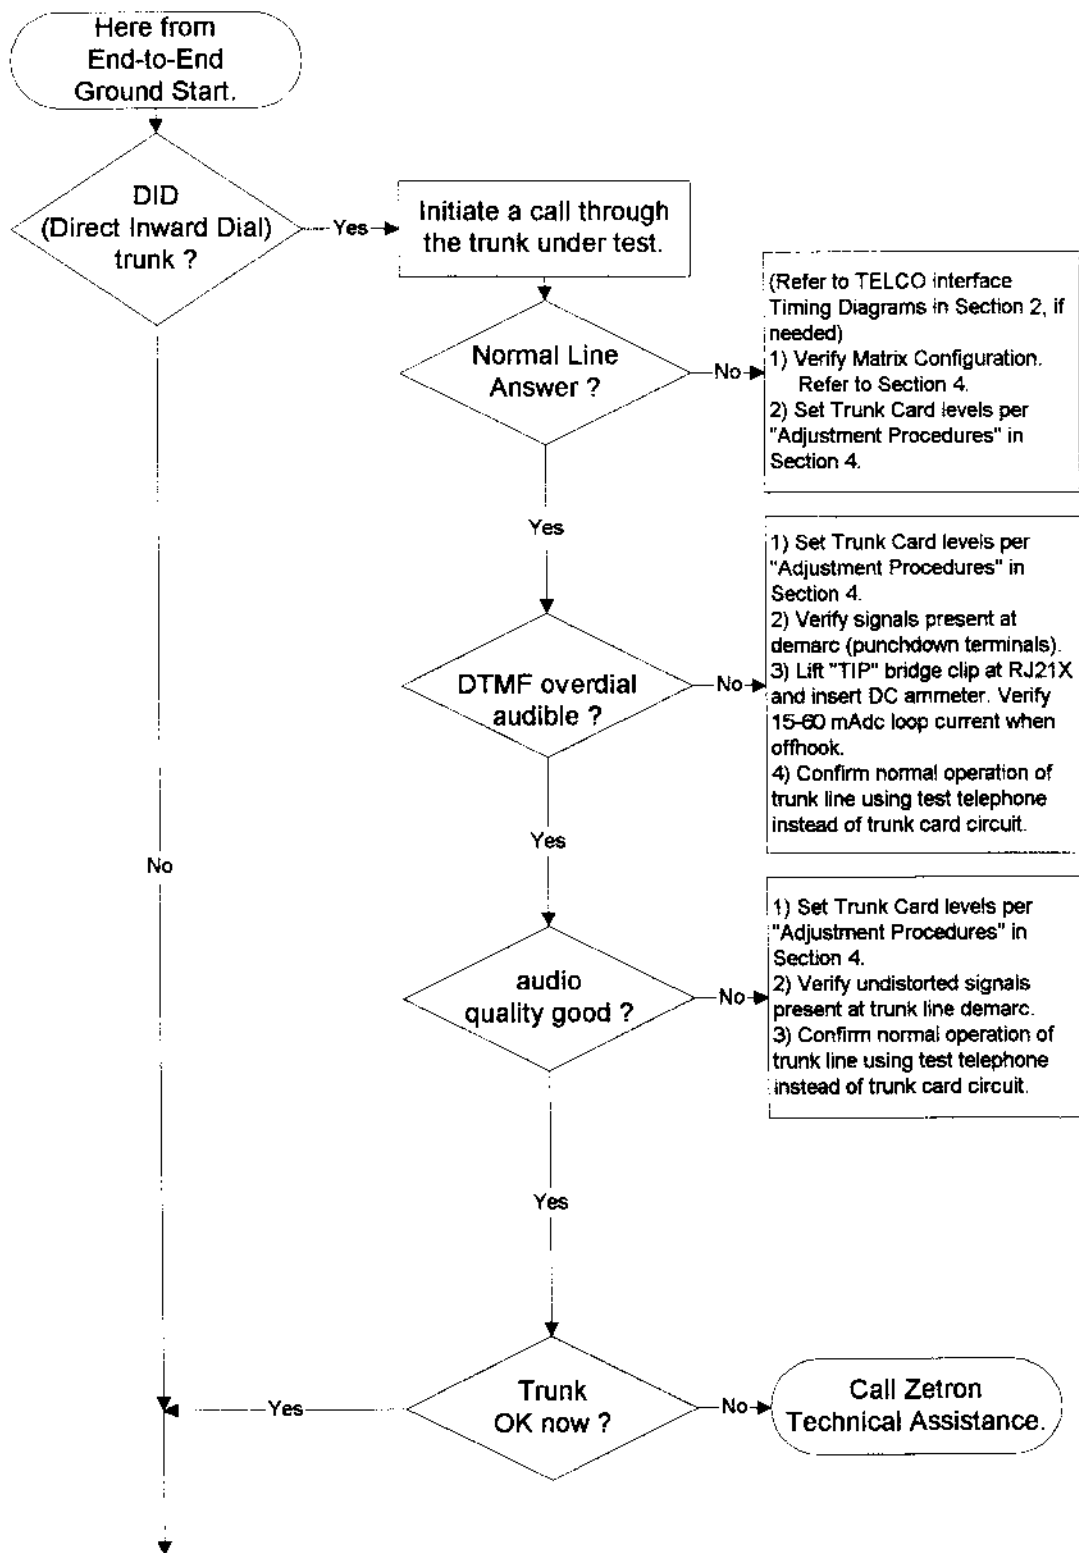 Here from
End-to-End
Ground Start.
DID
(Direct Inward Dial)
trunk ?
Yes
Initiate a call through
the trunk under test.
Normal Line
Answer ?
No
(Refer to TELCO interface
Timing Diagrams in Section 2, if
needed)
1) Verify Matrix Configuration.
Refer to Section 4.
2) Set Trunk Card levels per
"Adjustment Procedures" in
Section 4.
Yes
DTMF overdial
audible ?
No
1) Set Trunk Card levels per
"Adjustment Procedures" in
Section 4.
2) Verify signals present at
demarc (punchdown terminals).
3) Lift "TIP" bridge clip at RJ21X
and insert DC ammeter. Verify
15-60 mAdc loop current when
offhook.
4) Confirm normal operation of
trunk line using test telephone
instead of trunk card circuit.
Yes
No
audio
quality good ?
No
1) Set Trunk Card levels per
"Adjustment Procedures" in
Section 4.
2) Verify undistorted signals
present at trunk line demarc.
3) Confirm normal operation of
trunk line using test telephone
instead of trunk card circuit.
Yes
Trunk
OK now ?
Yes
No
Call Zetron
Technical Assistance.